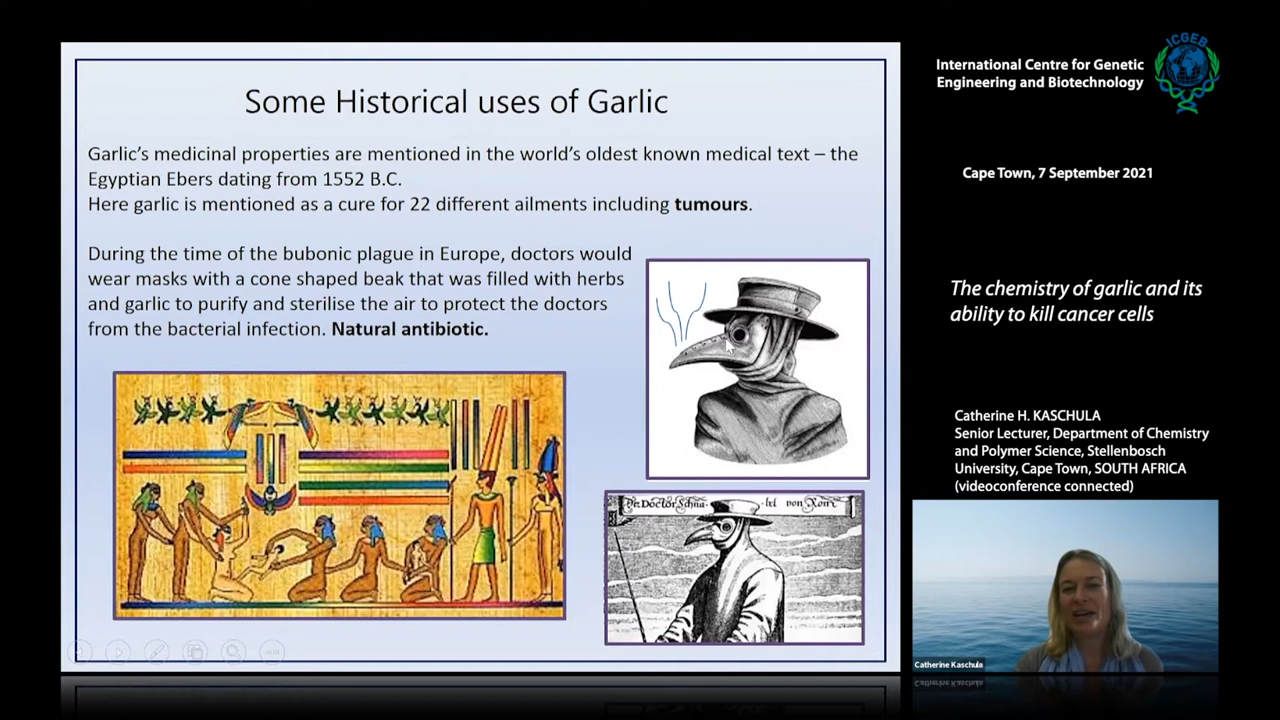 Some Historical uses of Garlic
Garlic's medicinal properties are mentioned in the world's oldest known medical text – the
Egyptian Ebers dating from 1552 B.C.
Here garlic is mentioned as a cure for 22 different ailments including tumours.
During the time of the bubonic plague in Europe, doctors would
wear masks with a cone shaped beak that was filled with herbs
and garlic to purify and sterilise the air to protect the doctors
from the bacterial infection. Natural antibiotic.
Doctor
von Rom
ICGEB
International Centre for Genetic
Engineering and Biotechnology
Cape Town, 7 September 2021
The chemistry of garlic and its
ability to kill cancer cells
Catherine H. KASCHULA
Senior Lecturer, Department of Chemistry
and Polymer Science, Stellenbosch
University, Cape Town, SOUTH AFRICA
(videoconference connected)
Catherine Kaschula